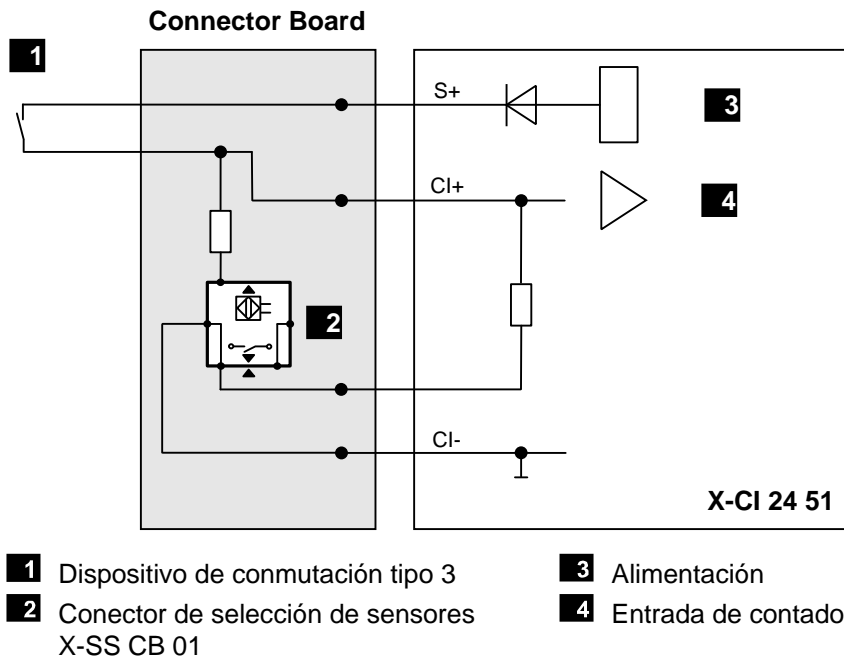 Connector Board
1
S+
3
CI+
4
2
CI-
X-CI 24 51
1 Dispositivo de conmutación tipo 3
2 Conector de selección de sensores
X-SS CB 01
3 Alimentación
4 Entrada de contado